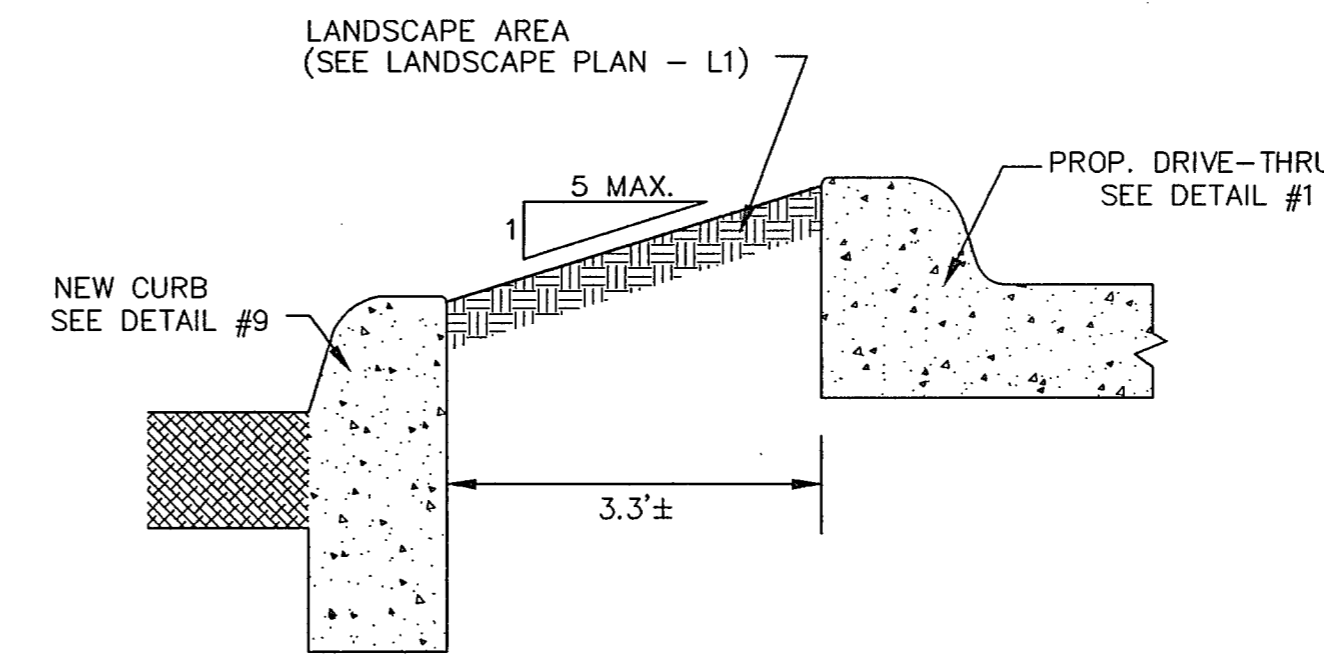 LANDSCAPE AREA
(SEE LANDSCAPE PLAN – L1)
PROP. DRIVE–THRU
SEE DETAIL #1
5 MAX.
1
NEW CURB
SEE DETAIL #9
3.3'±